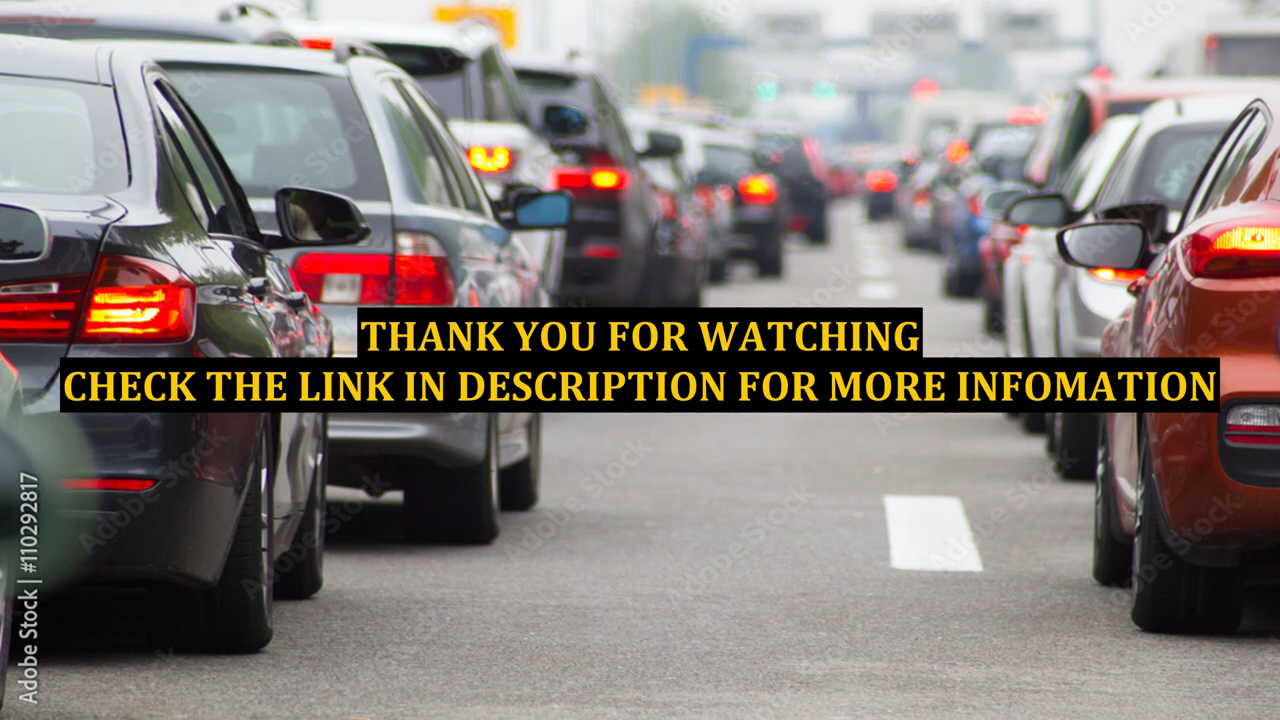 THANK YOU FOR WATCHING
CHECK THE LINK IN DESCRIPTION FOR MORE INFOMATION
Adobe Stock | #110292817